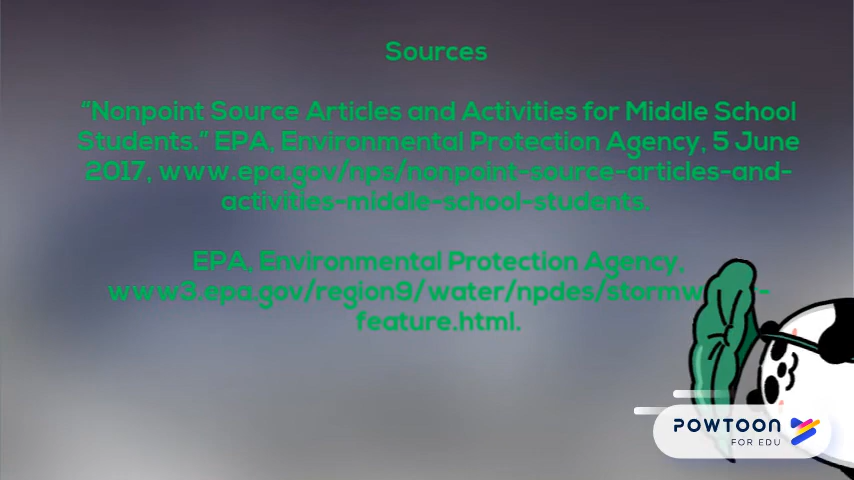 Sources
"Nonpoint Source Articles and Activities for Middle School
Students." EPA, Environmental Protection Agency, 5 June
2017, www.epa.gov/nps/nonpoint-source-articles-and-
activities-middle-school-students.
EPA, Environmental Protection Agency,
www3.epa.gov/region9/water/npdes/stormw
feature.html.
POWTOON
FOR EDU